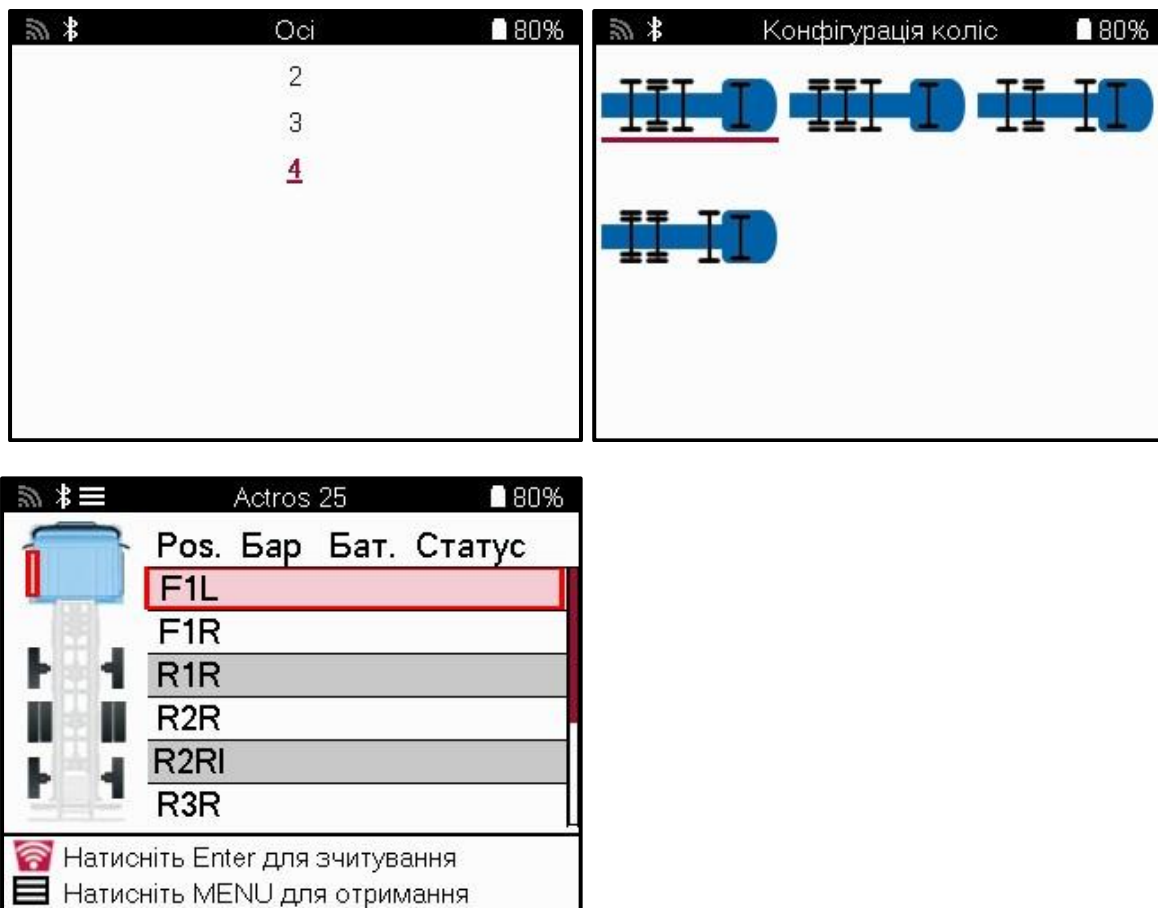 Осі 80%
2
3
4
Конфігурація коліс 80%
Actros 25 80%
Pos. Бар Бат. Статус
F1L
F1R
R1R
R2R
R2RI
R3R
Натисніть Enter для зчитування
Натисніть MENU для отримання